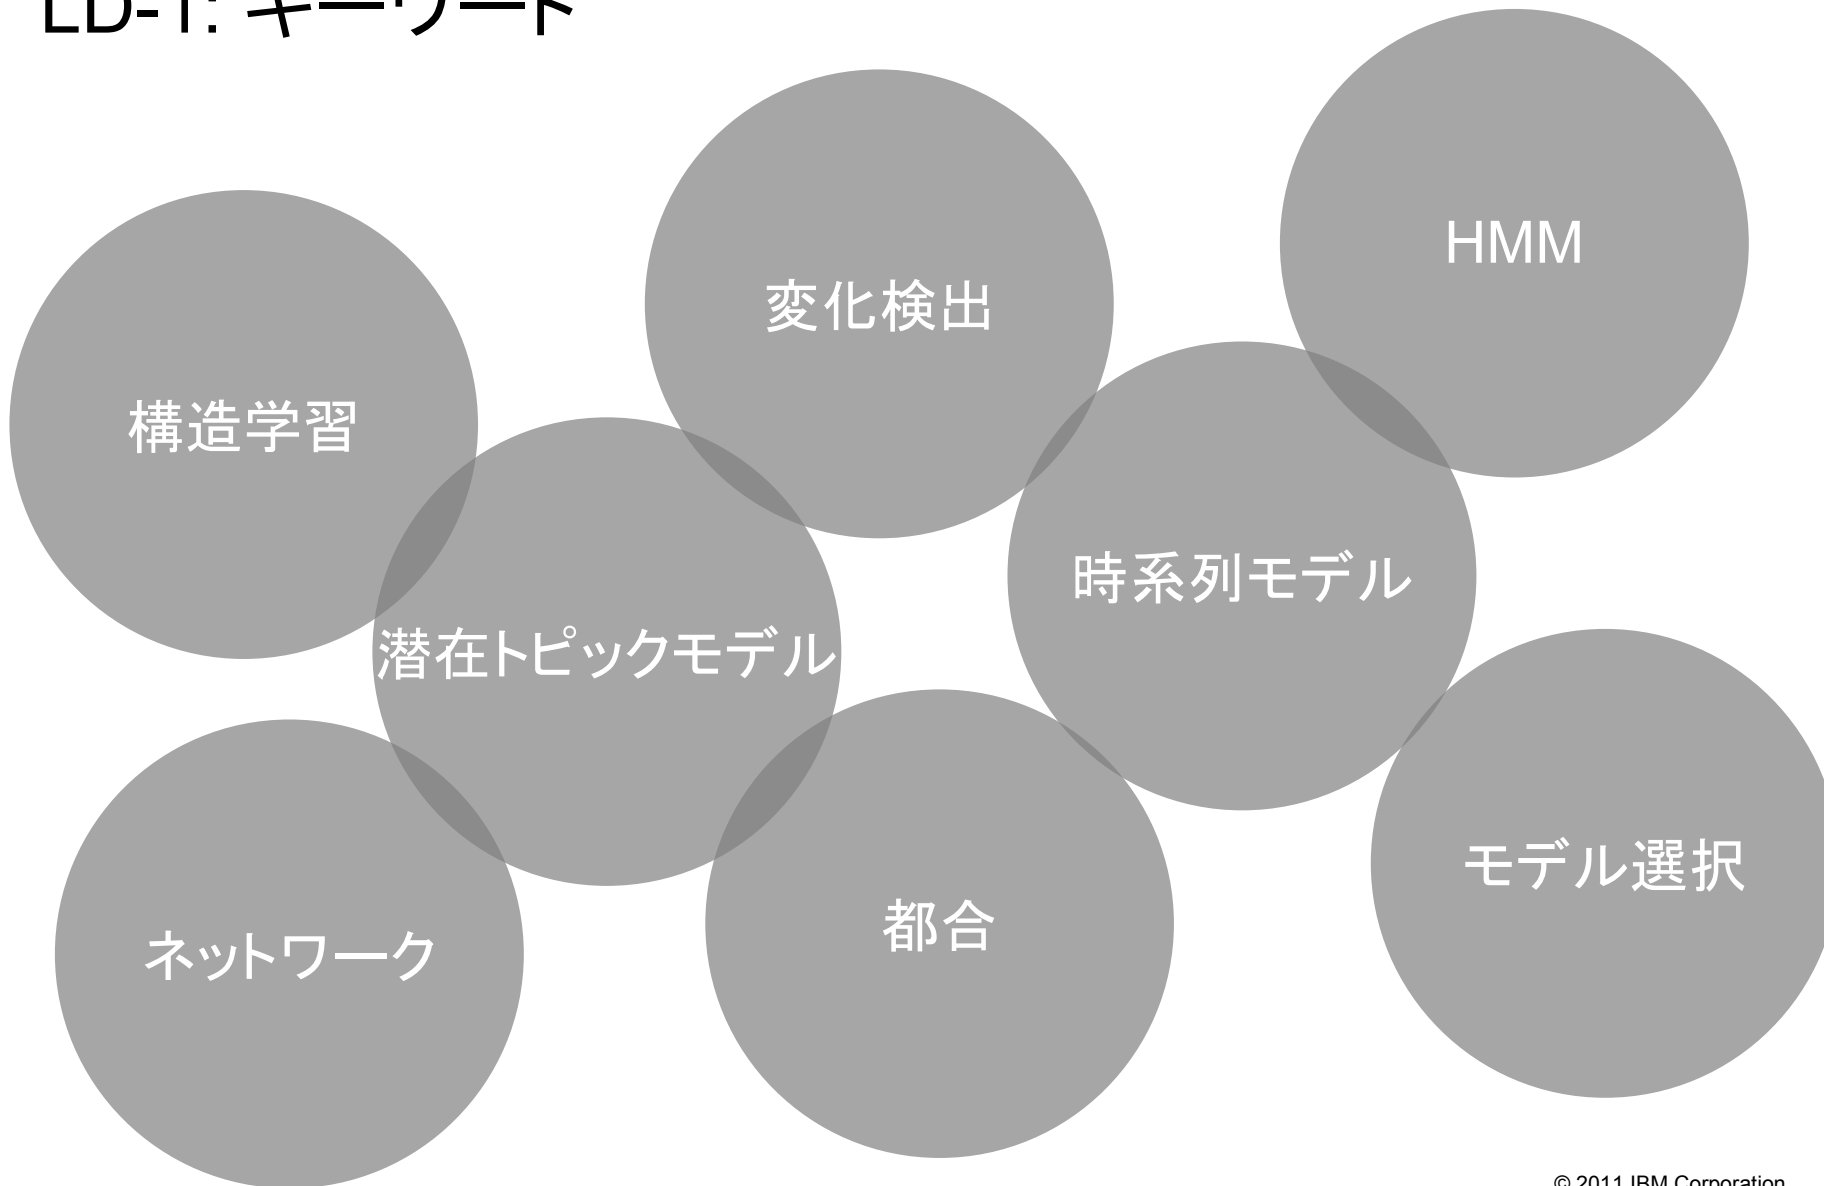 LD-1: キーワード
HMM
変化検出
構造学習
時系列モデル
潜在トピックモデル
モデル選択
都合
ネットワーク
© 2011 IBM Corporation